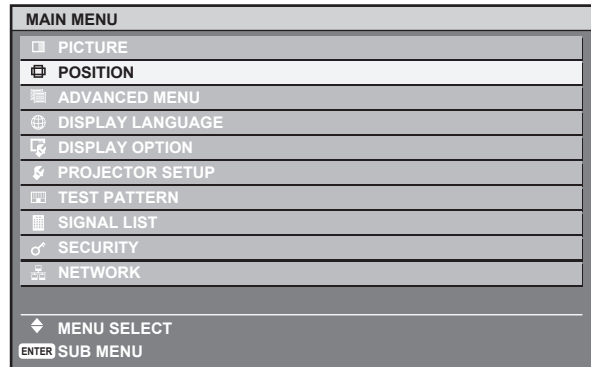 MAIN MENU
PICTURE
POSITION
ADVANCED MENU
DISPLAY LANGUAGE
DISPLAY OPTION
PROJECTOR SETUP
TEST PATTERN
SIGNAL LIST
SECURITY
NETWORK
MENU SELECT
ENTER SUB MENU